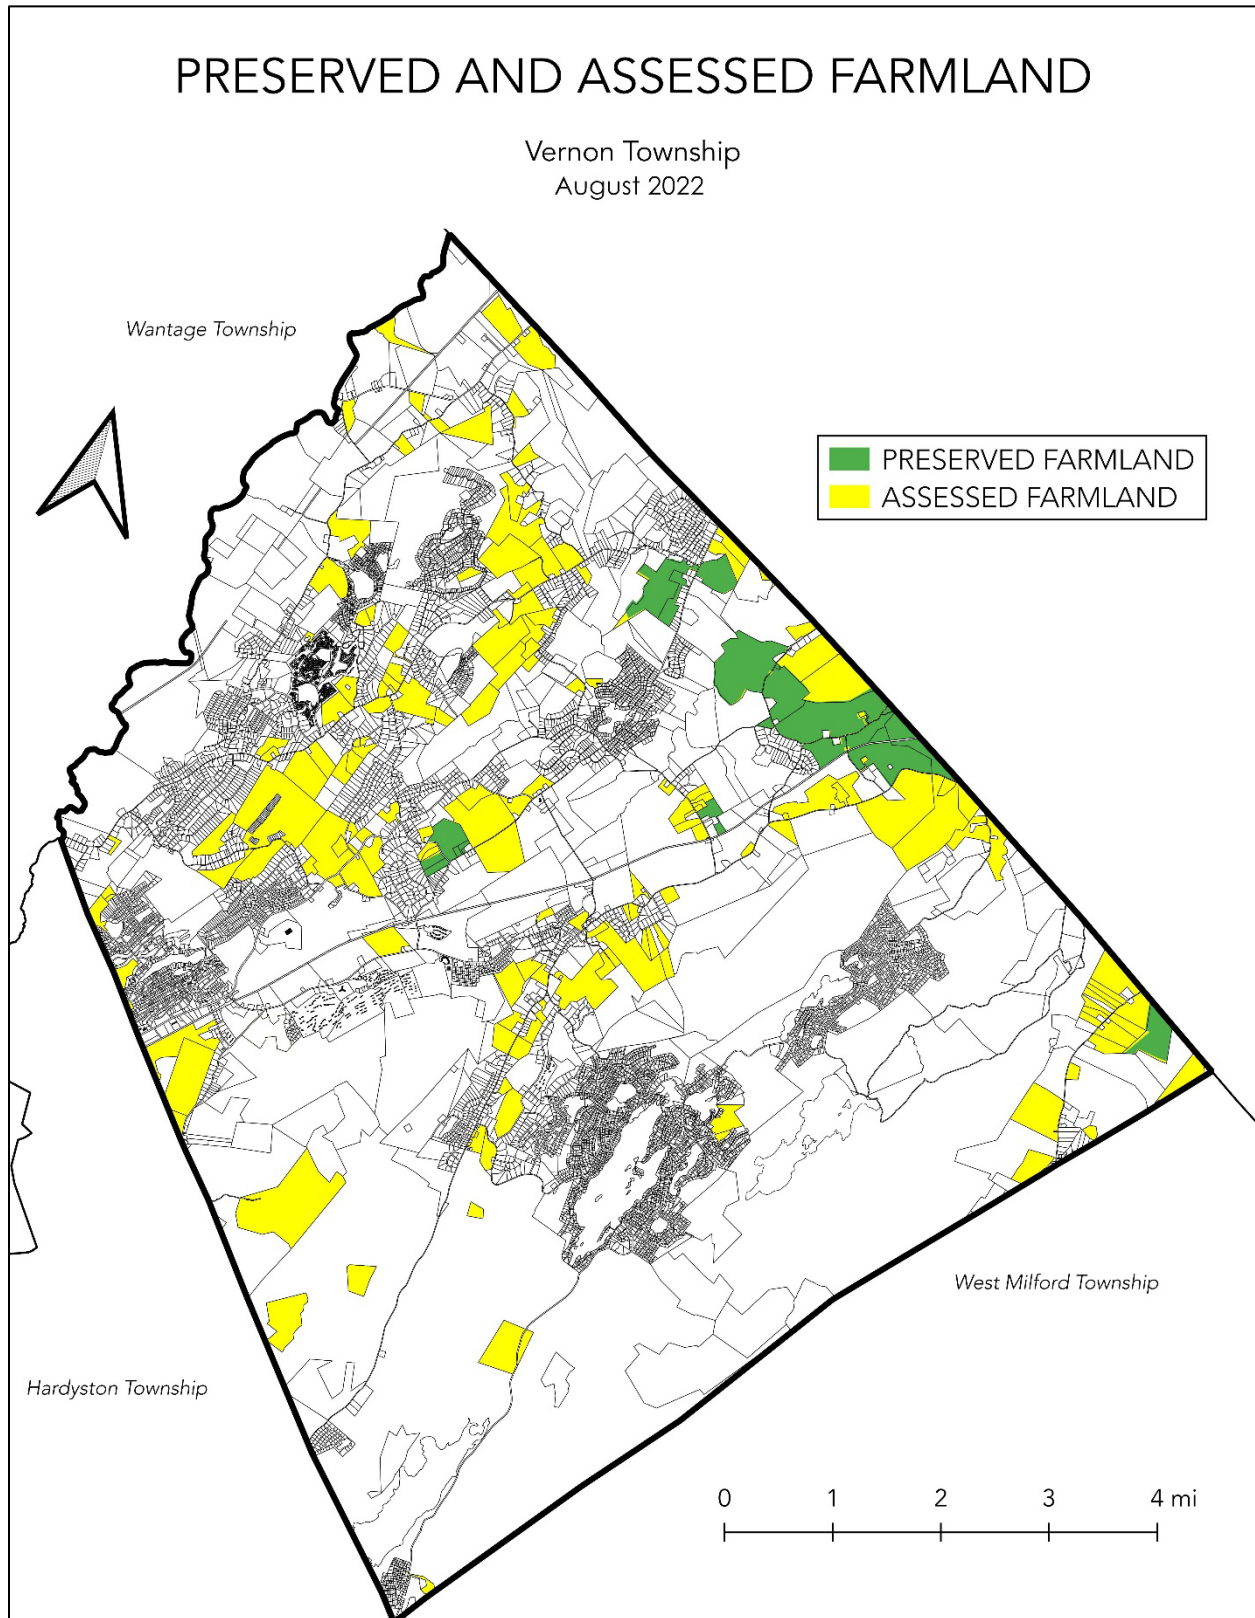 PRESERVED AND ASSESSED FARMLAND
Vernon Township
August 2022
Wantage Township
PRESERVED FARMLAND
ASSESSED FARMLAND
West Milford Township
Hardyston Township
0 1 2 3 4 mi